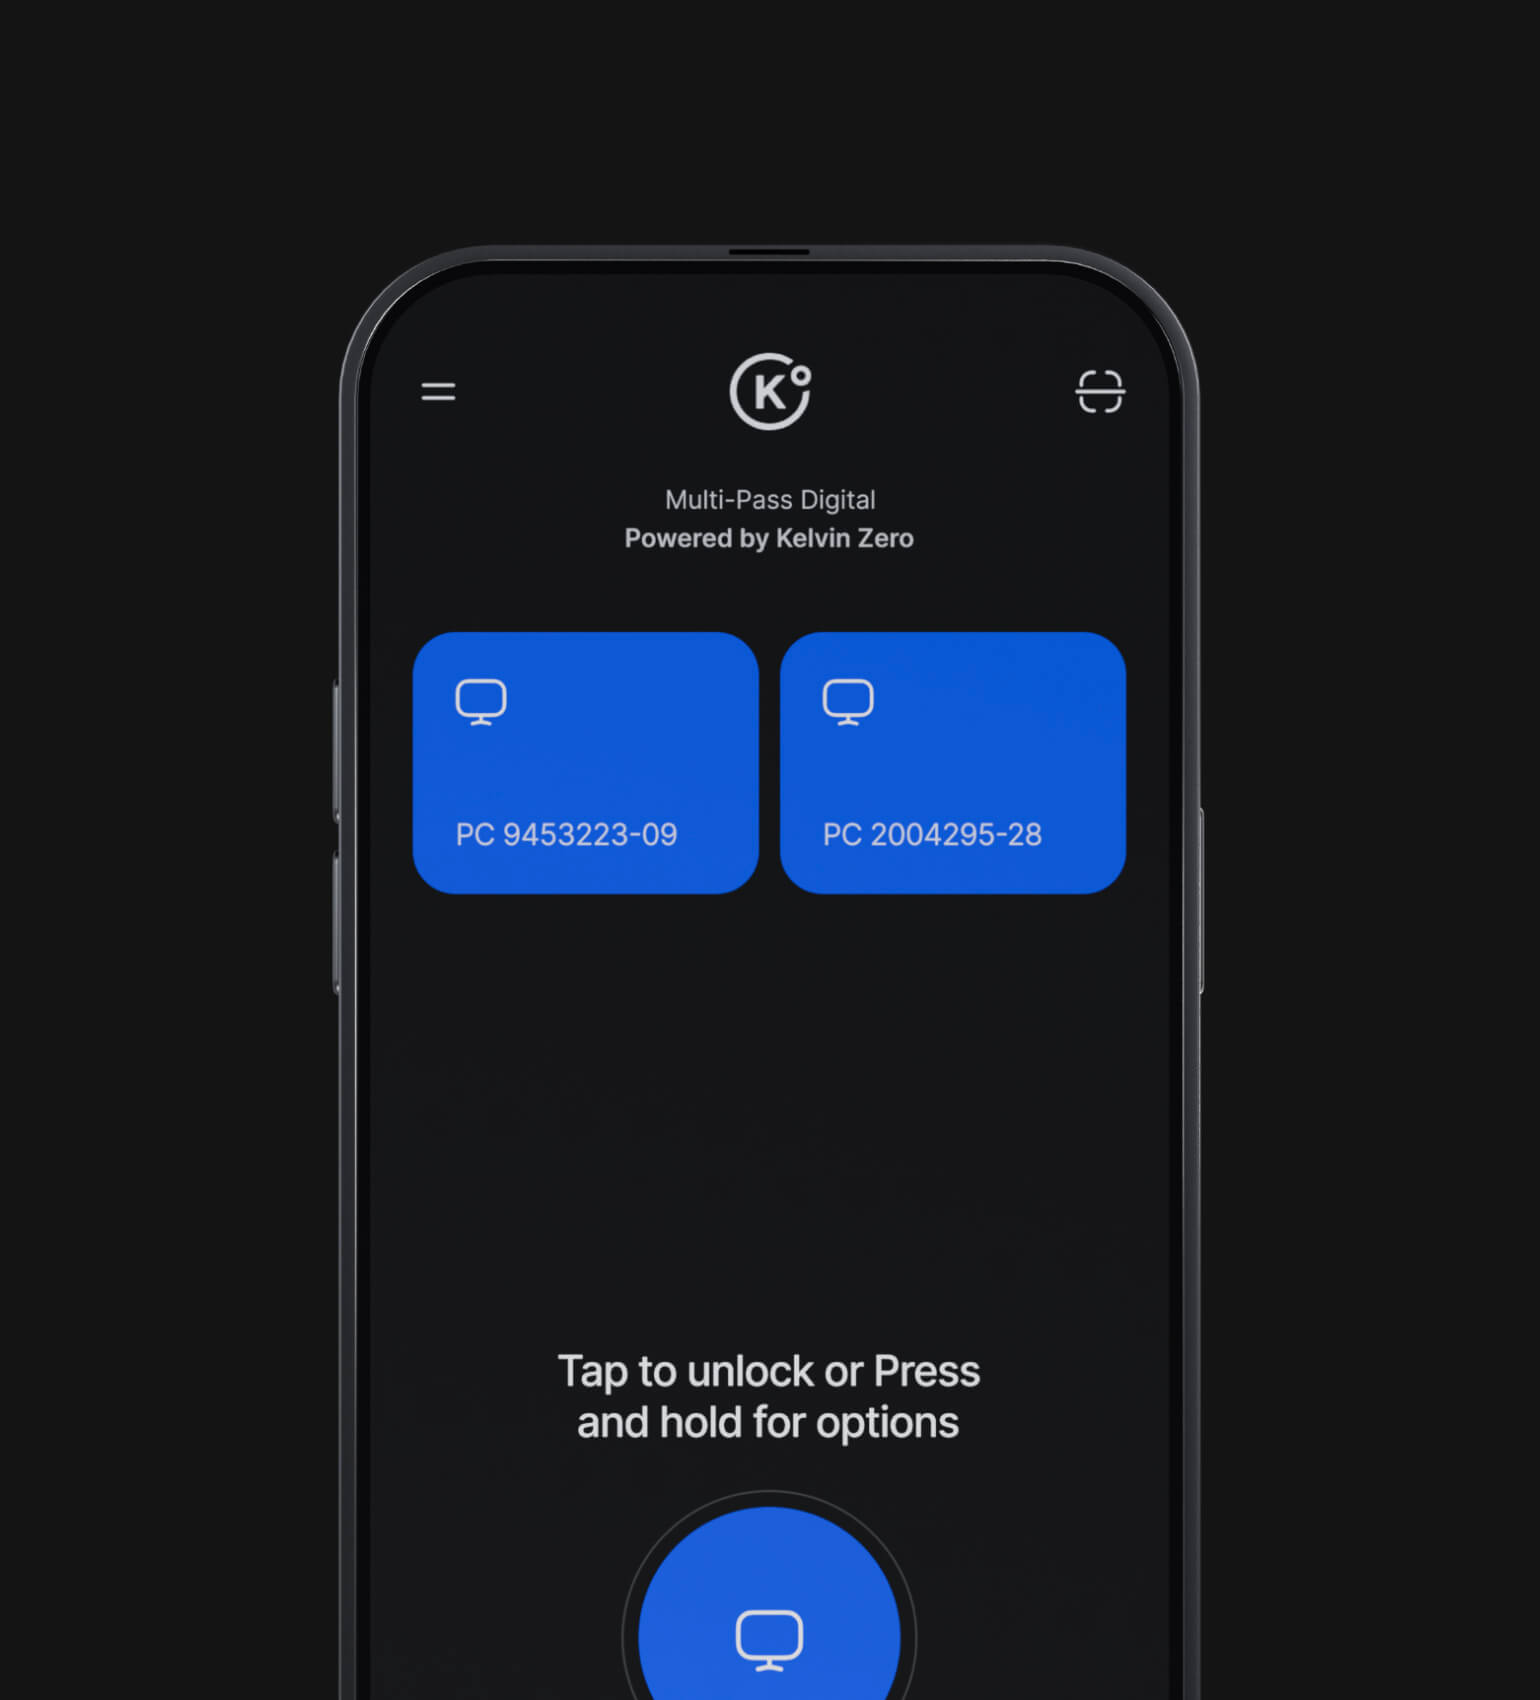 K
Multi-Pass Digital
Powered by Kelvin Zero
PC 9453223-09
PC 2004295-28
Tap to unlock or Press
and hold for options